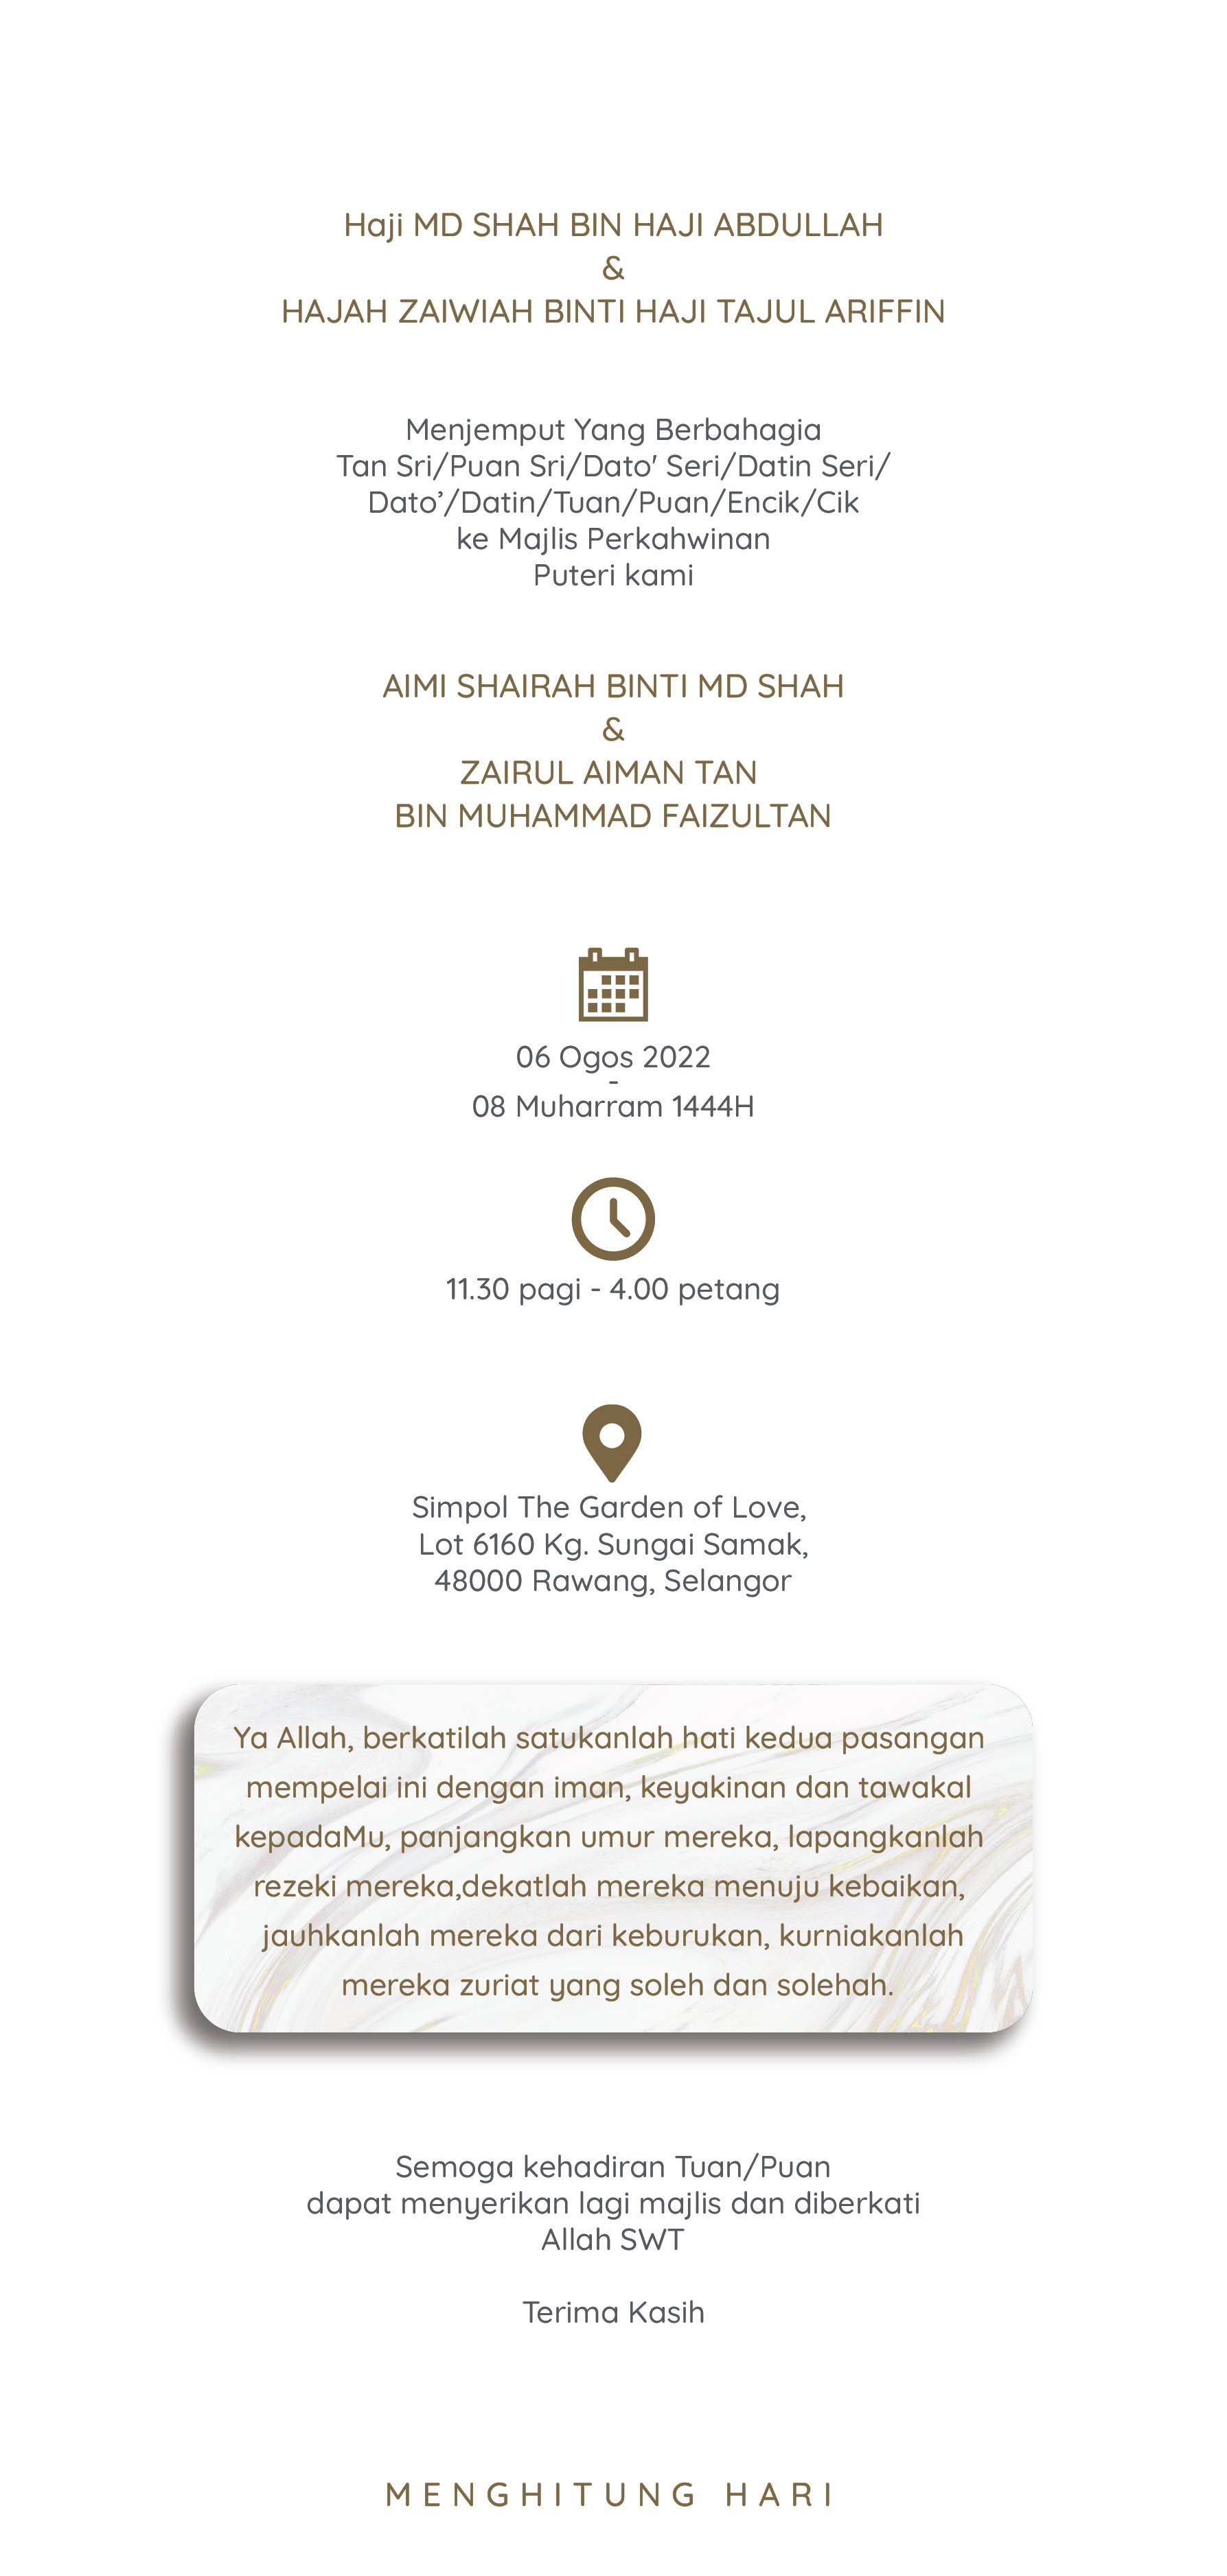 Haji MD SHAH BIN HAJI ABDULLAH
&
HAJAH ZAIWIAH BINTI HAJI TAJUL ARIFFIN
Menjemput Yang Berbahagia
Tan Sri/Puan Sri/Dato' Seri/Datin Seri/
Dato’/Datin/Tuan/Puan/Encik/Cik
ke Majlis Perkahwinan
Puteri kami
AIMI SHAIRAH BINTI MD SHAH
&
ZAIRUL AIMAN TAN
BIN MUHAMMAD FAIZULTAN
06 Ogos 2022
-
08 Muharram 1444H
11.30 pagi - 4.00 petang
Simpol The Garden of Love,
Lot 6160 Kg. Sungai Samak,
48000 Rawang, Selangor
Ya Allah, berkatilah satukanlah hati kedua pasangan
mempelai ini dengan iman, keyakinan dan tawakal
kepadaMu, panjangkan umur mereka, lapangkanlah
rezeki mereka,dekatlah mereka menuju kebaikan,
jauhkanlah mereka dari keburukan, kurniakanlah
mereka zuriat yang soleh dan solehah.
Semoga kehadiran Tuan/Puan
dapat menyerikan lagi majlis dan diberkati
Allah SWT
Terima Kasih
MENGHITUNG HARI